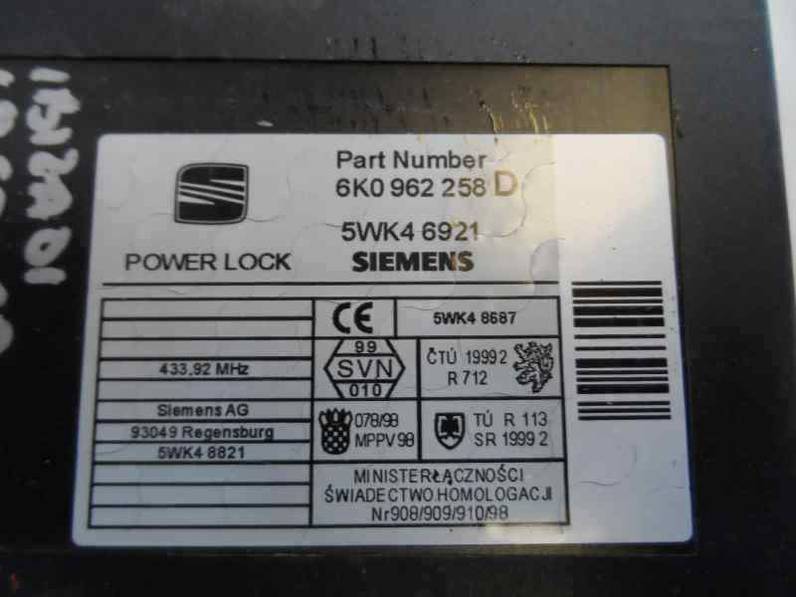 Part Number
6K0 962 258 D
5WK4 6921
POWER LOCK
SIEMENS
5WK4 8687
433.92 MHz
99
SVN
010
ČTÚ 1999 2
R 712
Siemens AG
93049 Regensburg
5WK4 8821
078/98
MPPV 98
TÚ R 113
SR 1999 2
MINISTER ŁĄCZNOŚCI
ŚWIADECTWO HOMOLOGACJI
Nr 908/909/910/98